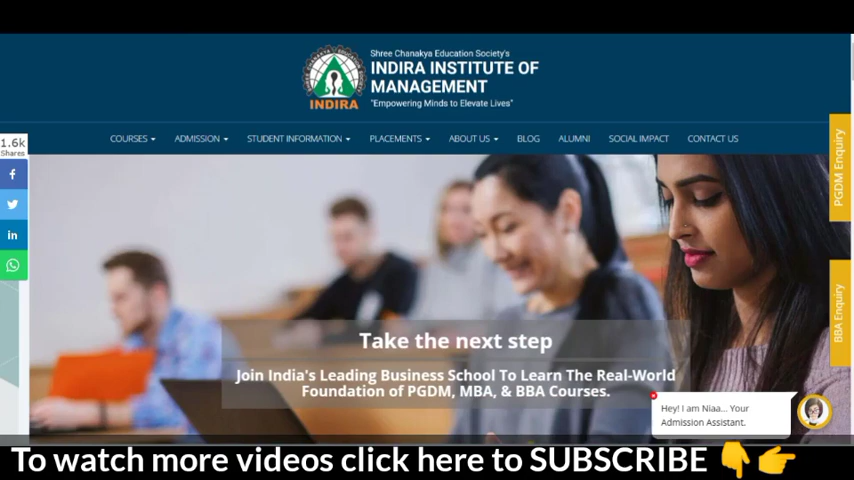 Shree Chanakya Education Society's
INDIRA INSTITUTE OF
MANAGEMENT
"Empowering Minds to Elevate Lives"
INDIRA
COURSES
ADMISSION
STUDENT INFORMATION
PLACEMENTS
ABOUT US
BLOG
ALUMNI
SOCIAL IMPACT
CONTACT US
1.6k
Shares
PGDM Enquiry
BBA Enquiry
Take the next step
Join India's Leading Business School To Learn The Real-World
Foundation of PGDM, MBA, & BBA Courses.
Hey! I am Niaa... Your
Admission Assistant.
To watch more videos click here to SUBSCRIBE 👇👉